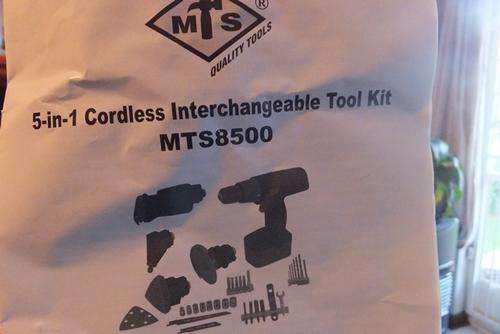 MTS
®
QUALITY TOOLS
5-in-1 Cordless Interchangeable Tool Kit
MTS8500